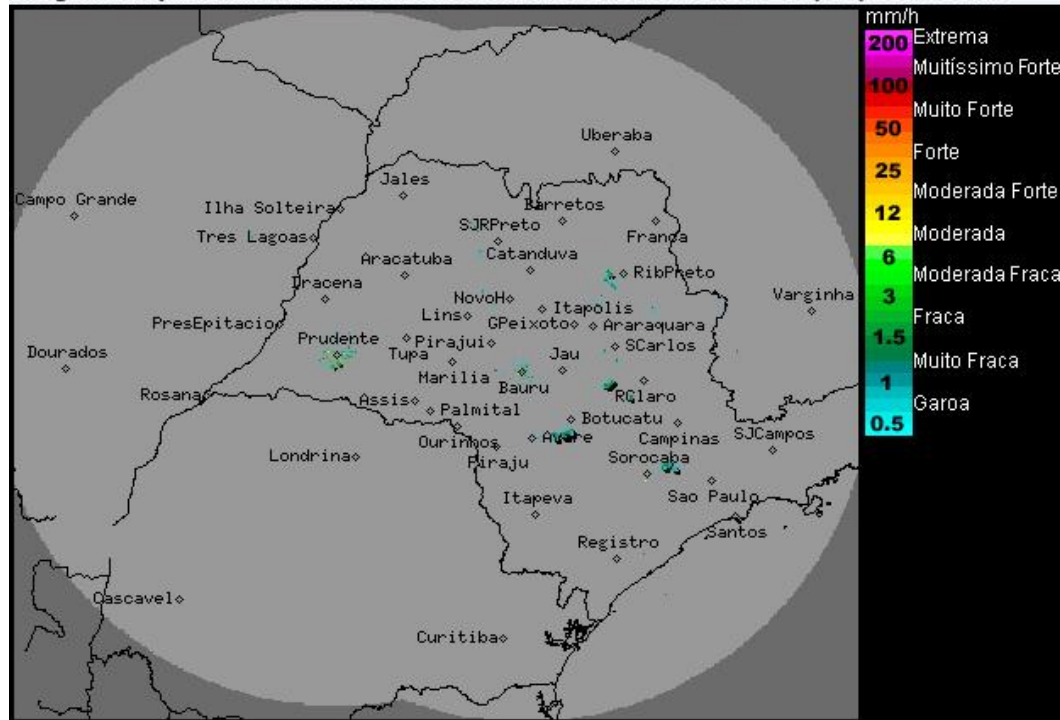 mm/h
200 Extrema
Muitíssimo Forte
100
Muito Forte
50
Forte
25
Moderada Forte
12
Moderada
6
Moderada Fraca
3
Fraca
1.5
Muito Fraca
1
Garoa
0.5
Uberaba
Jales
Campo Grande
Ilha Solteira
Barretos
Tres Lagoas
SJRPreto
Franca
Catanduva
Aracatuba
RibPreto
Dracena
NovoH
Itapolis
Varginha
Lins
PresEpitacio
GPeixoto
Araraquara
Prudente
Pirajui
SCarlos
Dourados
Tupa
Jau
Marilia
Bauru
Rosana
Assis
RClaro
Palmital
Botucatu
Ourinhos
Avare
Campinas
SJCampos
Londrina
Piraju
Sorocaba
Itapeva
Sao Paulo
Santos
Registro
Cascavel
Curitiba